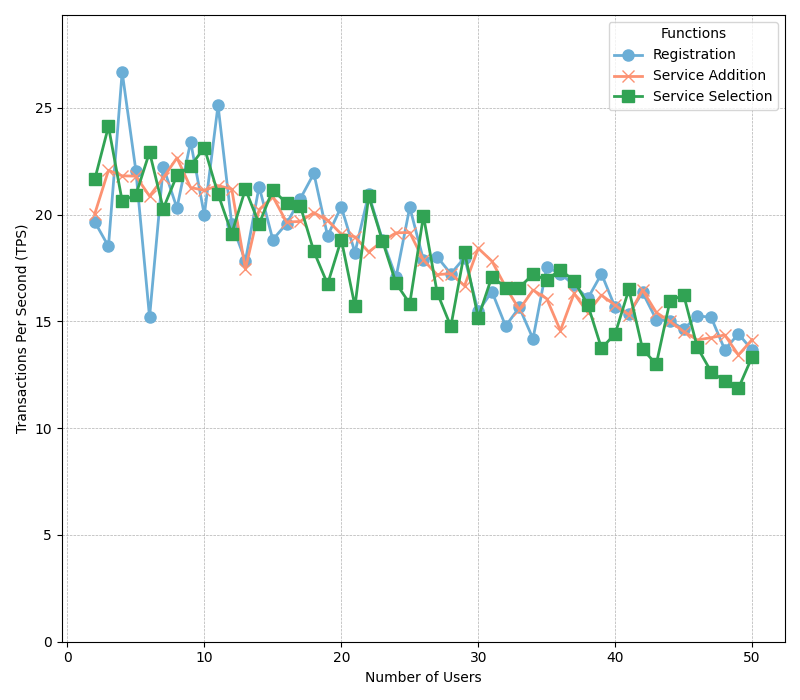 Functions
Registration
Service Addition
Service Selection
Transactions Per Second (TPS)
25
20
15
10
5
0
0 10 20 30 40 50
Number of Users